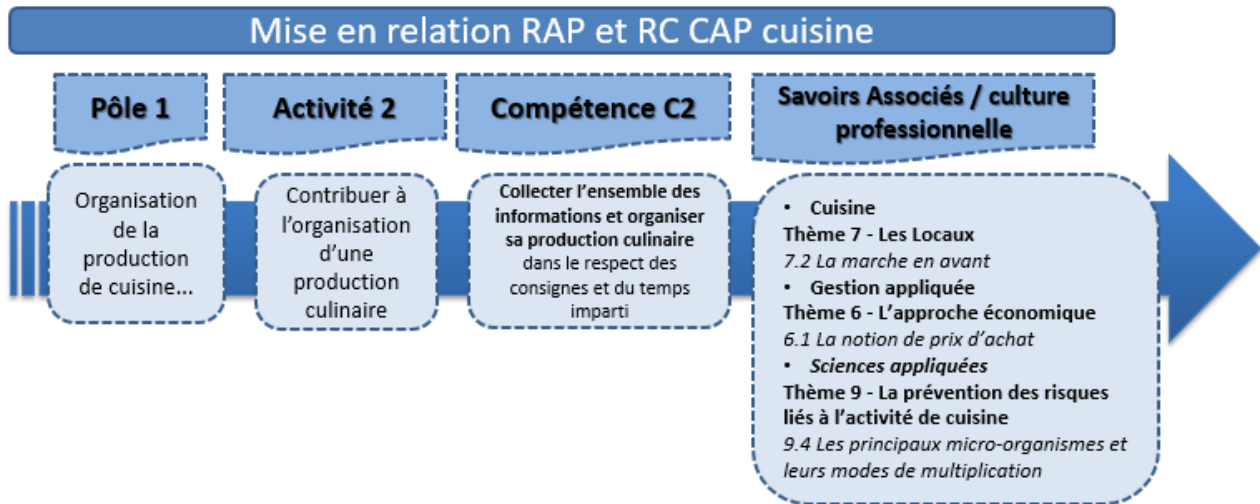 Mise en relation RAP et RC CAP cuisine
Pôle 1
Activité 2
Compétence C2
Savoirs Associés / culture
professionnelle
Organisation
de la
production
de cuisine...
Contribuer à
l'organisation
d'une
production
culinaire
Collecter l'ensemble des
informations et organiser
sa production culinaire
dans le respect des
consignes et du temps
imparti
• Cuisine
Thème 7 - Les Locaux
7.2 La marche en avant
• Gestion appliquée
Thème 6 - L'approche économique
6.1 La notion de prix d'achat
• Sciences appliquées
Thème 9 - La prévention des risques
liés à l'activité de cuisine
9.4 Les principaux micro-organismes et
leurs modes de multiplication